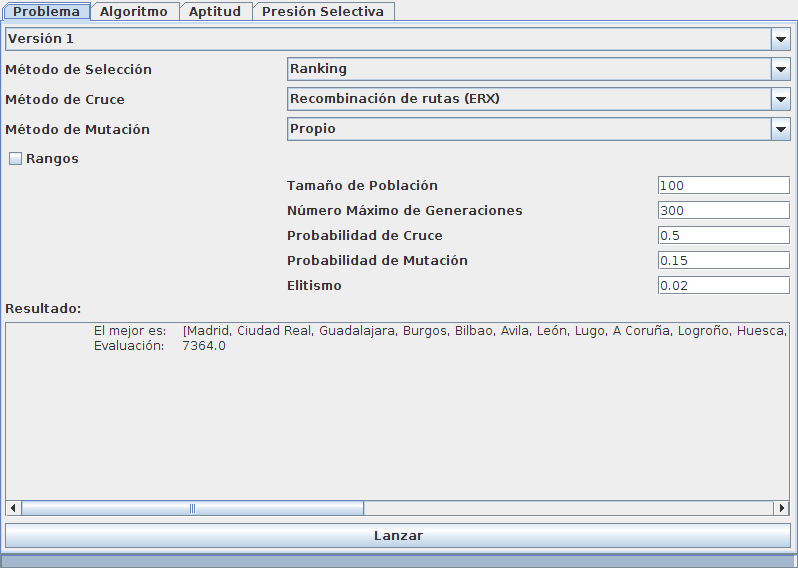 Problema Algoritmo Aptitud Presión Selectiva
Versión 1
Método de Selección Ranking
Método de Cruce Recombinación de rutas (ERX)
Método de Mutación Propio
Rangos
Tamaño de Población 100
Número Máximo de Generaciones 300
Probabilidad de Cruce 0.5
Probabilidad de Mutación 0.15
Elitismo 0.02
Resultado:
El mejor es: [Madrid, Ciudad Real, Guadalajara, Burgos, Bilbao, Avila, León, Lugo, A Coruña, Logroño, Huesca,
Evaluación: 7364.0
Lanzar